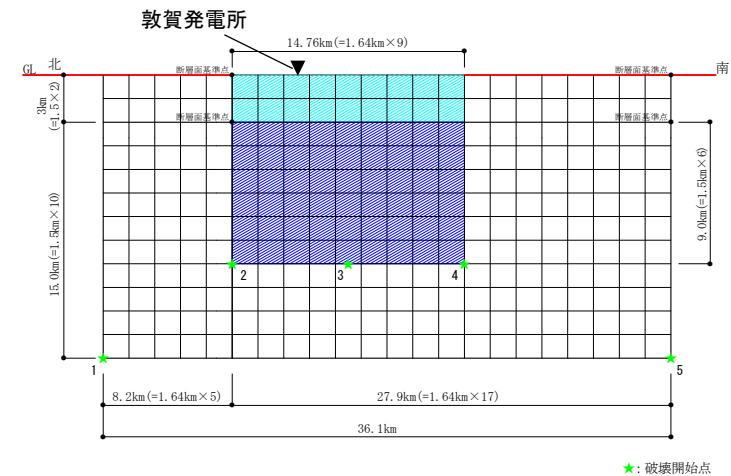 敦賀発電所
14.76km(=1.64km×9)
GL 北
断層面基準点
断層面基準点
南
3km
(=1.5×2)
断層面基準点
断層面基準点
15.0km(=1.5km×10)
9.0km(=1.5km×6)
2
3
4
1
5
8.2km(=1.64km×5)
27.9km(=1.64km×17)
36.1km
★: 破壊開始点